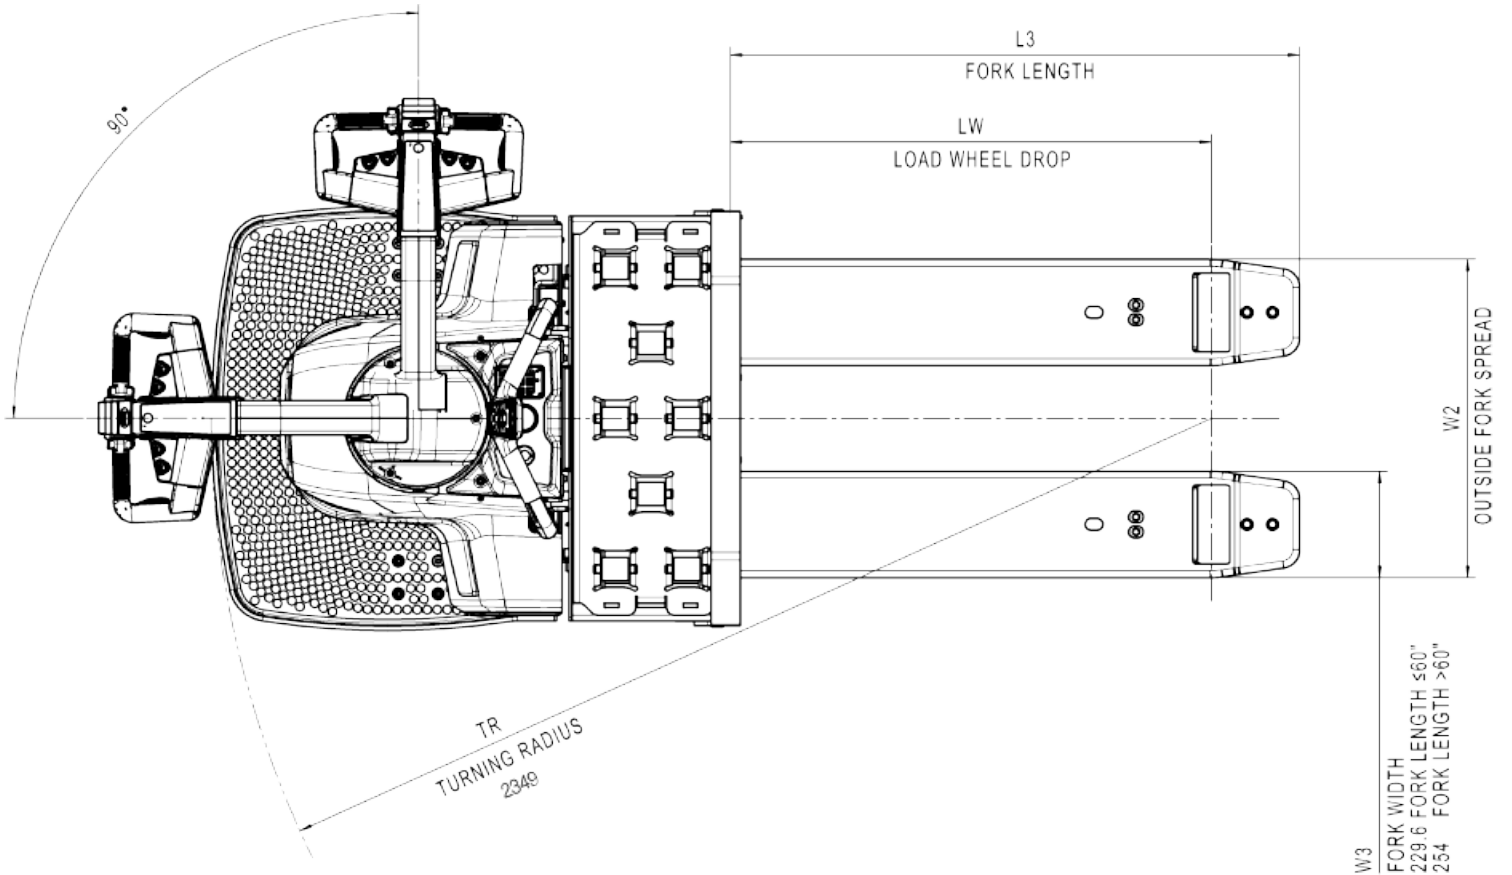 L3
FORK LENGTH
LW
LOAD WHEEL DROP
90°
W2
OUTSIDE FORK SPREAD
TR
TURNING RADIUS
2349
W3
FORK WIDTH
229.6 FORK LENGTH ≤60"
254 FORK LENGTH >60"